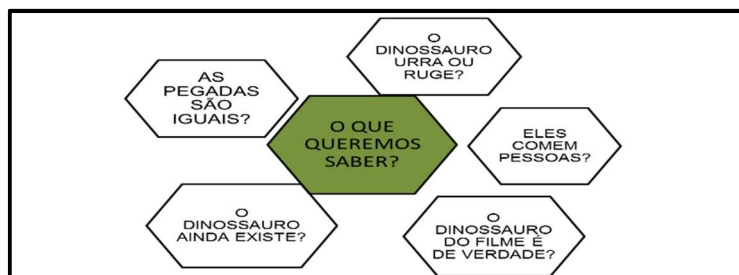 O
DINOSSAURO
URRA OU
RUGE?
AS
PEGADAS
SÃO
IGUAIS?
O QUE
QUEREMOS
SABER?
ELES
COMEM
PESSOAS?
O
DINOSSAURO
AINDA EXISTE?
O
DINOSSAURO
DO FILME É
DE VERDADE?